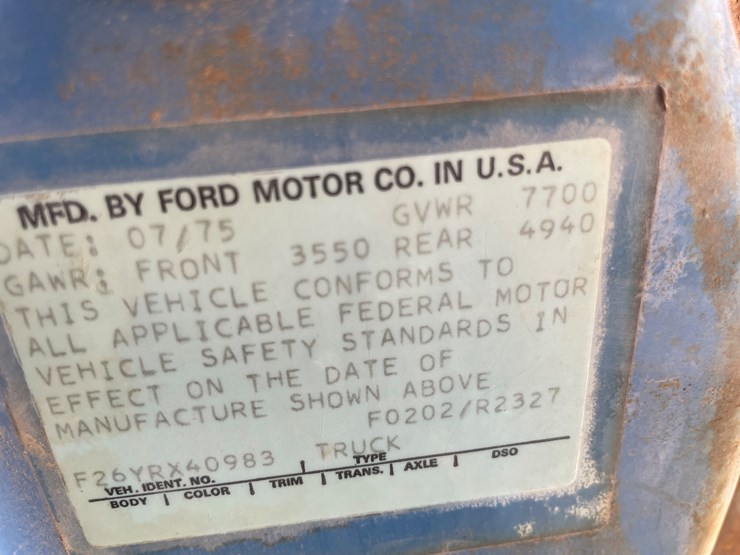 MFD. BY FORD MOTOR CO. IN U.S.A.
DATE: 07/75 GVWR 7700
GAWR: FRONT 3550 REAR 4940
THIS VEHICLE CONFORMS TO
ALL APPLICABLE FEDERAL MOTOR
VEHICLE SAFETY STANDARDS IN
EFFECT ON THE DATE OF
MANUFACTURE SHOWN ABOVE
F0202/R2327
F26YRX40983 TRUCK
VEH. IDENT. NO. TYPE
BODY COLOR TRIM TRANS. AXLE DSO